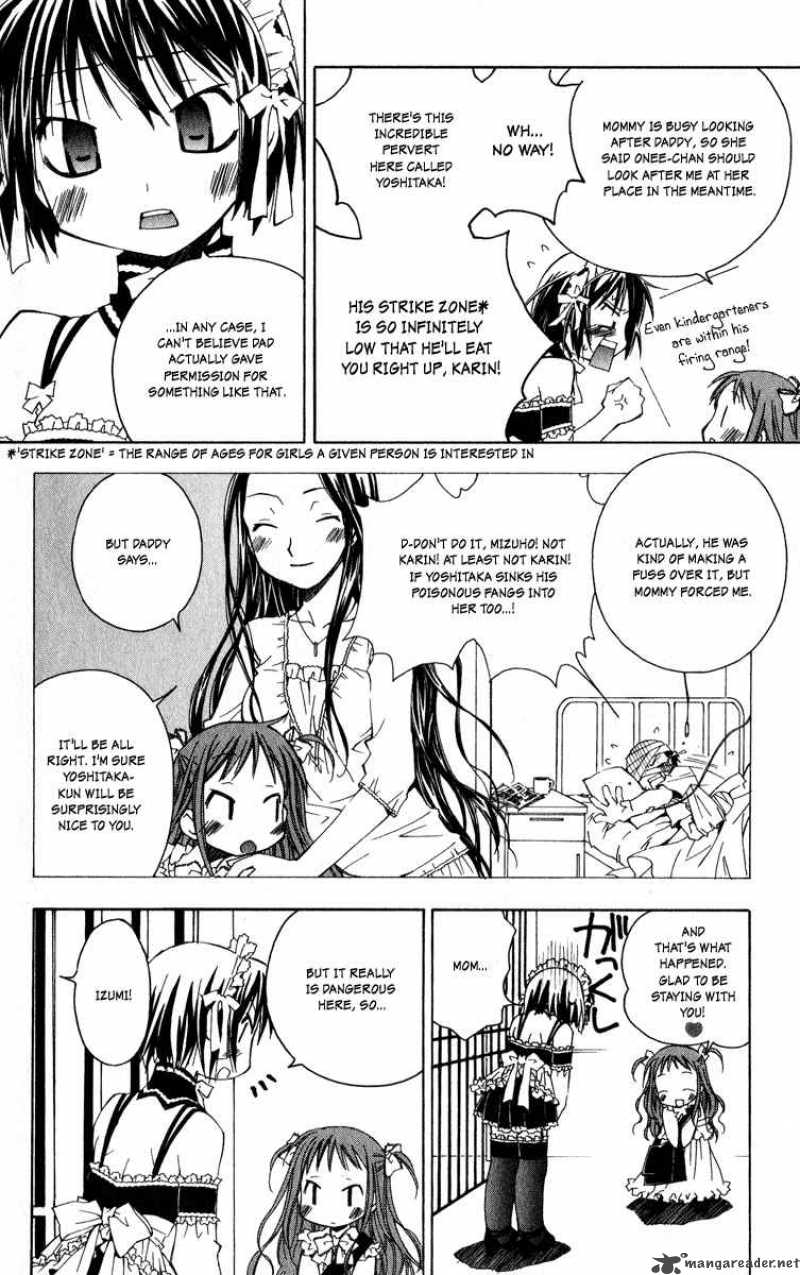 MOMMY IS BUSY LOOKING
AFTER DADDY, SO SHE
SAID ONEE-CHAN SHOULD
LOOK AFTER ME AT HER
PLACE IN THE MEANTIME.
WH...
NO WAY!
THERE'S THIS
INCREDIBLE
PERVERT
HERE CALLED
YOSHITAKA!
HIS STRIKE ZONE*
IS SO INFINITELY
LOW THAT HE'LL EAT
YOU RIGHT UP, KARIN!
Even kindergarteners
are within his
firing range!
...IN ANY CASE, I
CAN'T BELIEVE DAD
ACTUALLY GAVE
PERMISSION FOR
SOMETHING LIKE THAT.
*'STRIKE ZONE' = THE RANGE OF AGES FOR GIRLS A GIVEN PERSON IS INTERESTED IN
ACTUALLY, HE WAS
KIND OF MAKING A
FUSS OVER IT, BUT
MOMMY FORCED ME.
D-DON'T DO IT, MIZUHO! NOT
KARIN! AT LEAST NOT KARIN!
IF YOSHITAKA SINKS HIS
POISONOUS FANGS INTO
HER TOO...!
BUT DADDY
SAYS...
IT'LL BE ALL
RIGHT. I'M SURE
YOSHITAKA-
KUN WILL BE
SURPRISINGLY
NICE TO YOU.
AND
THAT'S WHAT
HAPPENED.
GLAD TO BE
STAYING WITH
YOU!
がっくし
MOM...
BUT IT REALLY
IS DANGEROUS
HERE, SO...
IZUMI!
mangareader.net